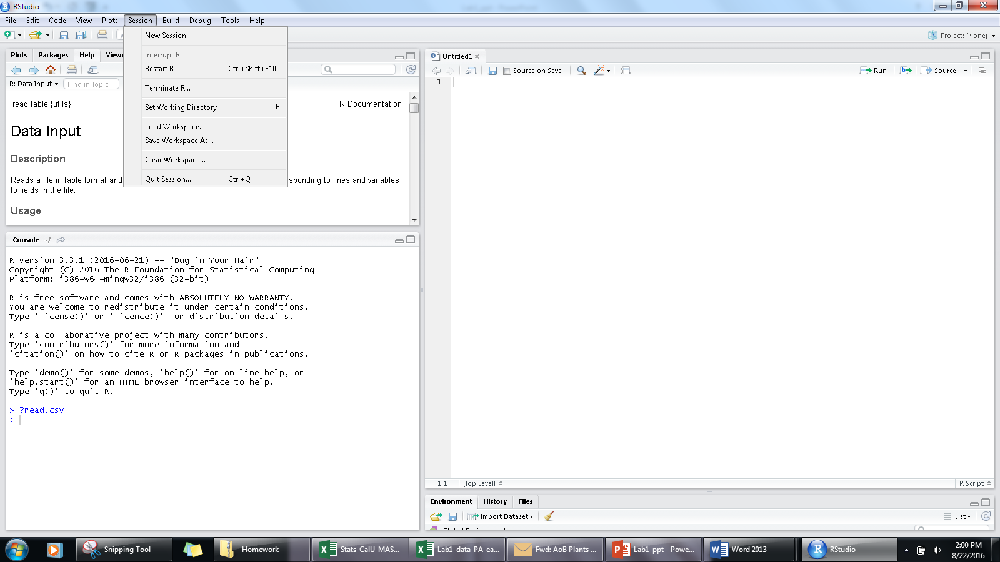 RStudio
File Edit Code View Plots Session Build Debug Tools Help
Project: (None)
New Session
Interrupt R
Restart R Ctrl+Shift+F10
Terminate R...
Set Working Directory
Load Workspace...
Save Workspace As...
Clear Workspace...
Quit Session... Ctrl+Q
Plots Packages Help Viewe
R: Data Input Find in Topic
read.table {utils} R Documentation
Data Input
Description
Reads a file in table format and sponding to lines and variables
to fields in the file.
Usage
Console ~/
R version 3.3.1 (2016-06-21) -- "Bug in Your Hair"
Copyright (C) 2016 The R Foundation for Statistical Computing
Platform: i386-w64-mingw32/i386 (32-bit)
R is free software and comes with ABSOLUTELY NO WARRANTY.
You are welcome to redistribute it under certain conditions.
Type 'license()' or 'licence()' for distribution details.
R is a collaborative project with many contributors.
Type 'contributors()' for more information and
'citation()' on how to cite R or R packages in publications.
Type 'demo()' for some demos, 'help()' for on-line help, or
'help.start()' for an HTML browser interface to help.
Type 'q()' to quit R.
> ?read.csv
>
Untitled1
Source on Save Run Source
1
1:1 (Top Level) R Script
Environment History Files
Import Dataset List
Global Environment
Snipping Tool Homework Stats_CalU_MAS... Lab1_data_PA_ea... Fwd: AoB Plants ... Lab1_ppt - Powe... Word 2013 RStudio
2:00 PM
8/22/2016